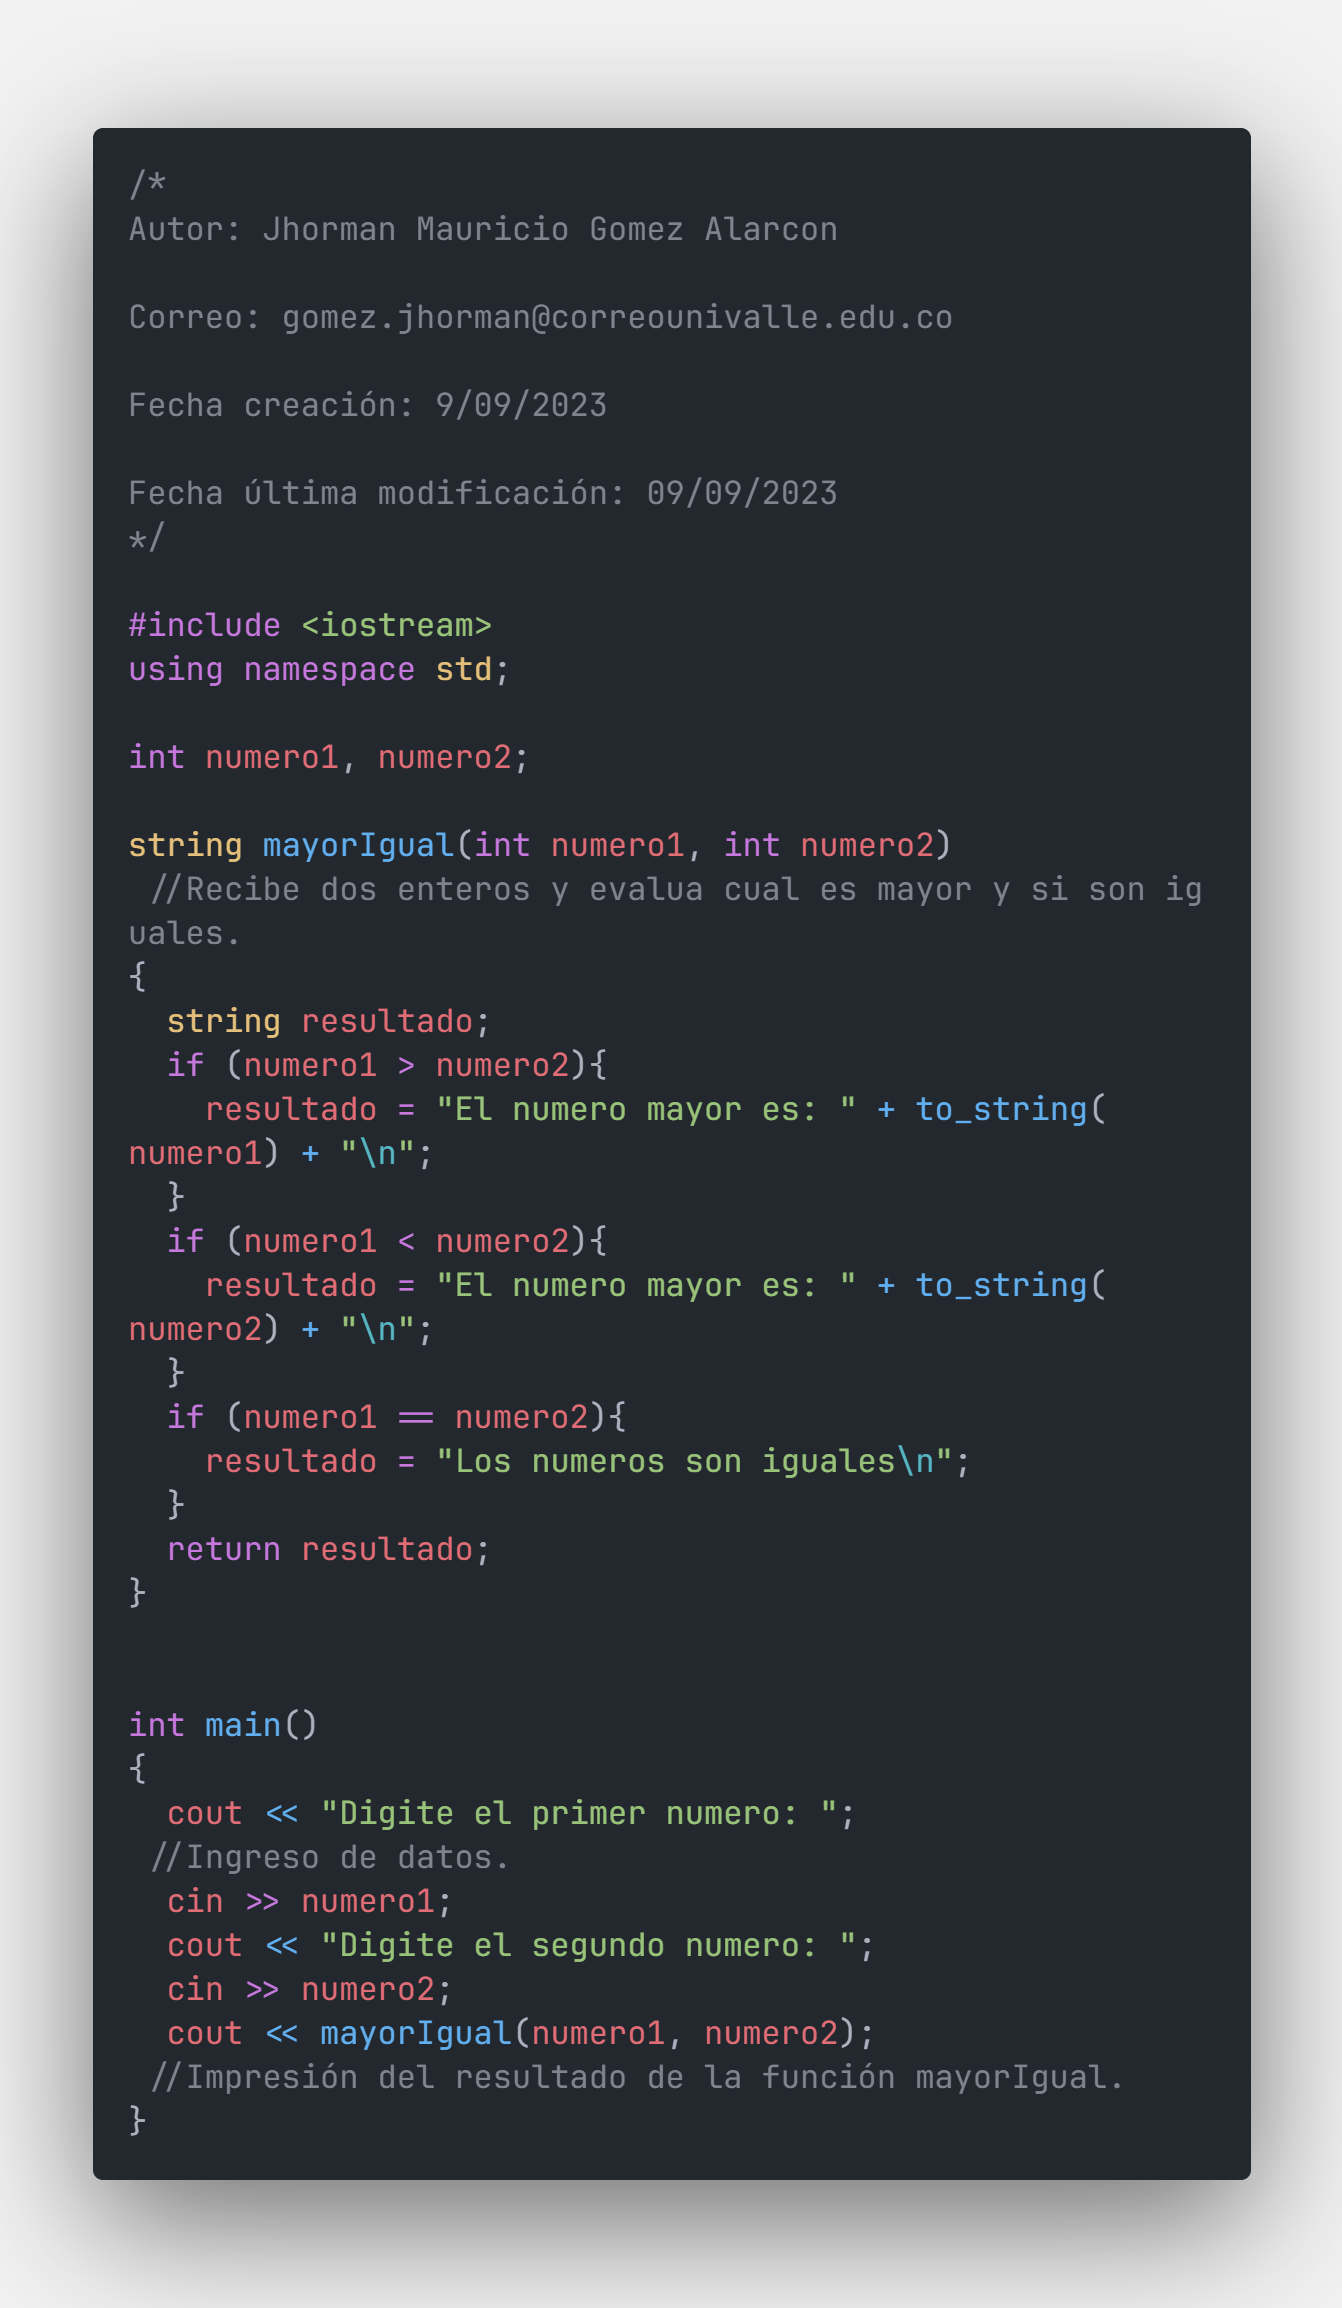 /*
Autor: Jhorman Mauricio Gomez Alarcon
Correo: gomez.jhorman@correounivalle.edu.co
Fecha creación: 9/09/2023
Fecha última modificación: 09/09/2023
*/
#include <iostream>
using namespace std;
int numero1, numero2;
string mayorIgual(int numero1, int numero2)
 //Recibe dos enteros y evalua cual es mayor y si son ig
uales.
{
  string resultado;
  if (numero1 > numero2){
    resultado = "El numero mayor es: " + to_string(
numero1) + "\n";
  }
  if (numero1 < numero2){
    resultado = "El numero mayor es: " + to_string(
numero2) + "\n";
  }
  if (numero1 == numero2){
    resultado = "Los numeros son iguales\n";
  }
  return resultado;
}
int main()
{
  cout << "Digite el primer numero: ";
 //Ingreso de datos.
  cin >> numero1;
  cout << "Digite el segundo numero: ";
  cin >> numero2;
  cout << mayorIgual(numero1, numero2);
 //Impresión del resultado de la función mayorIgual.
}